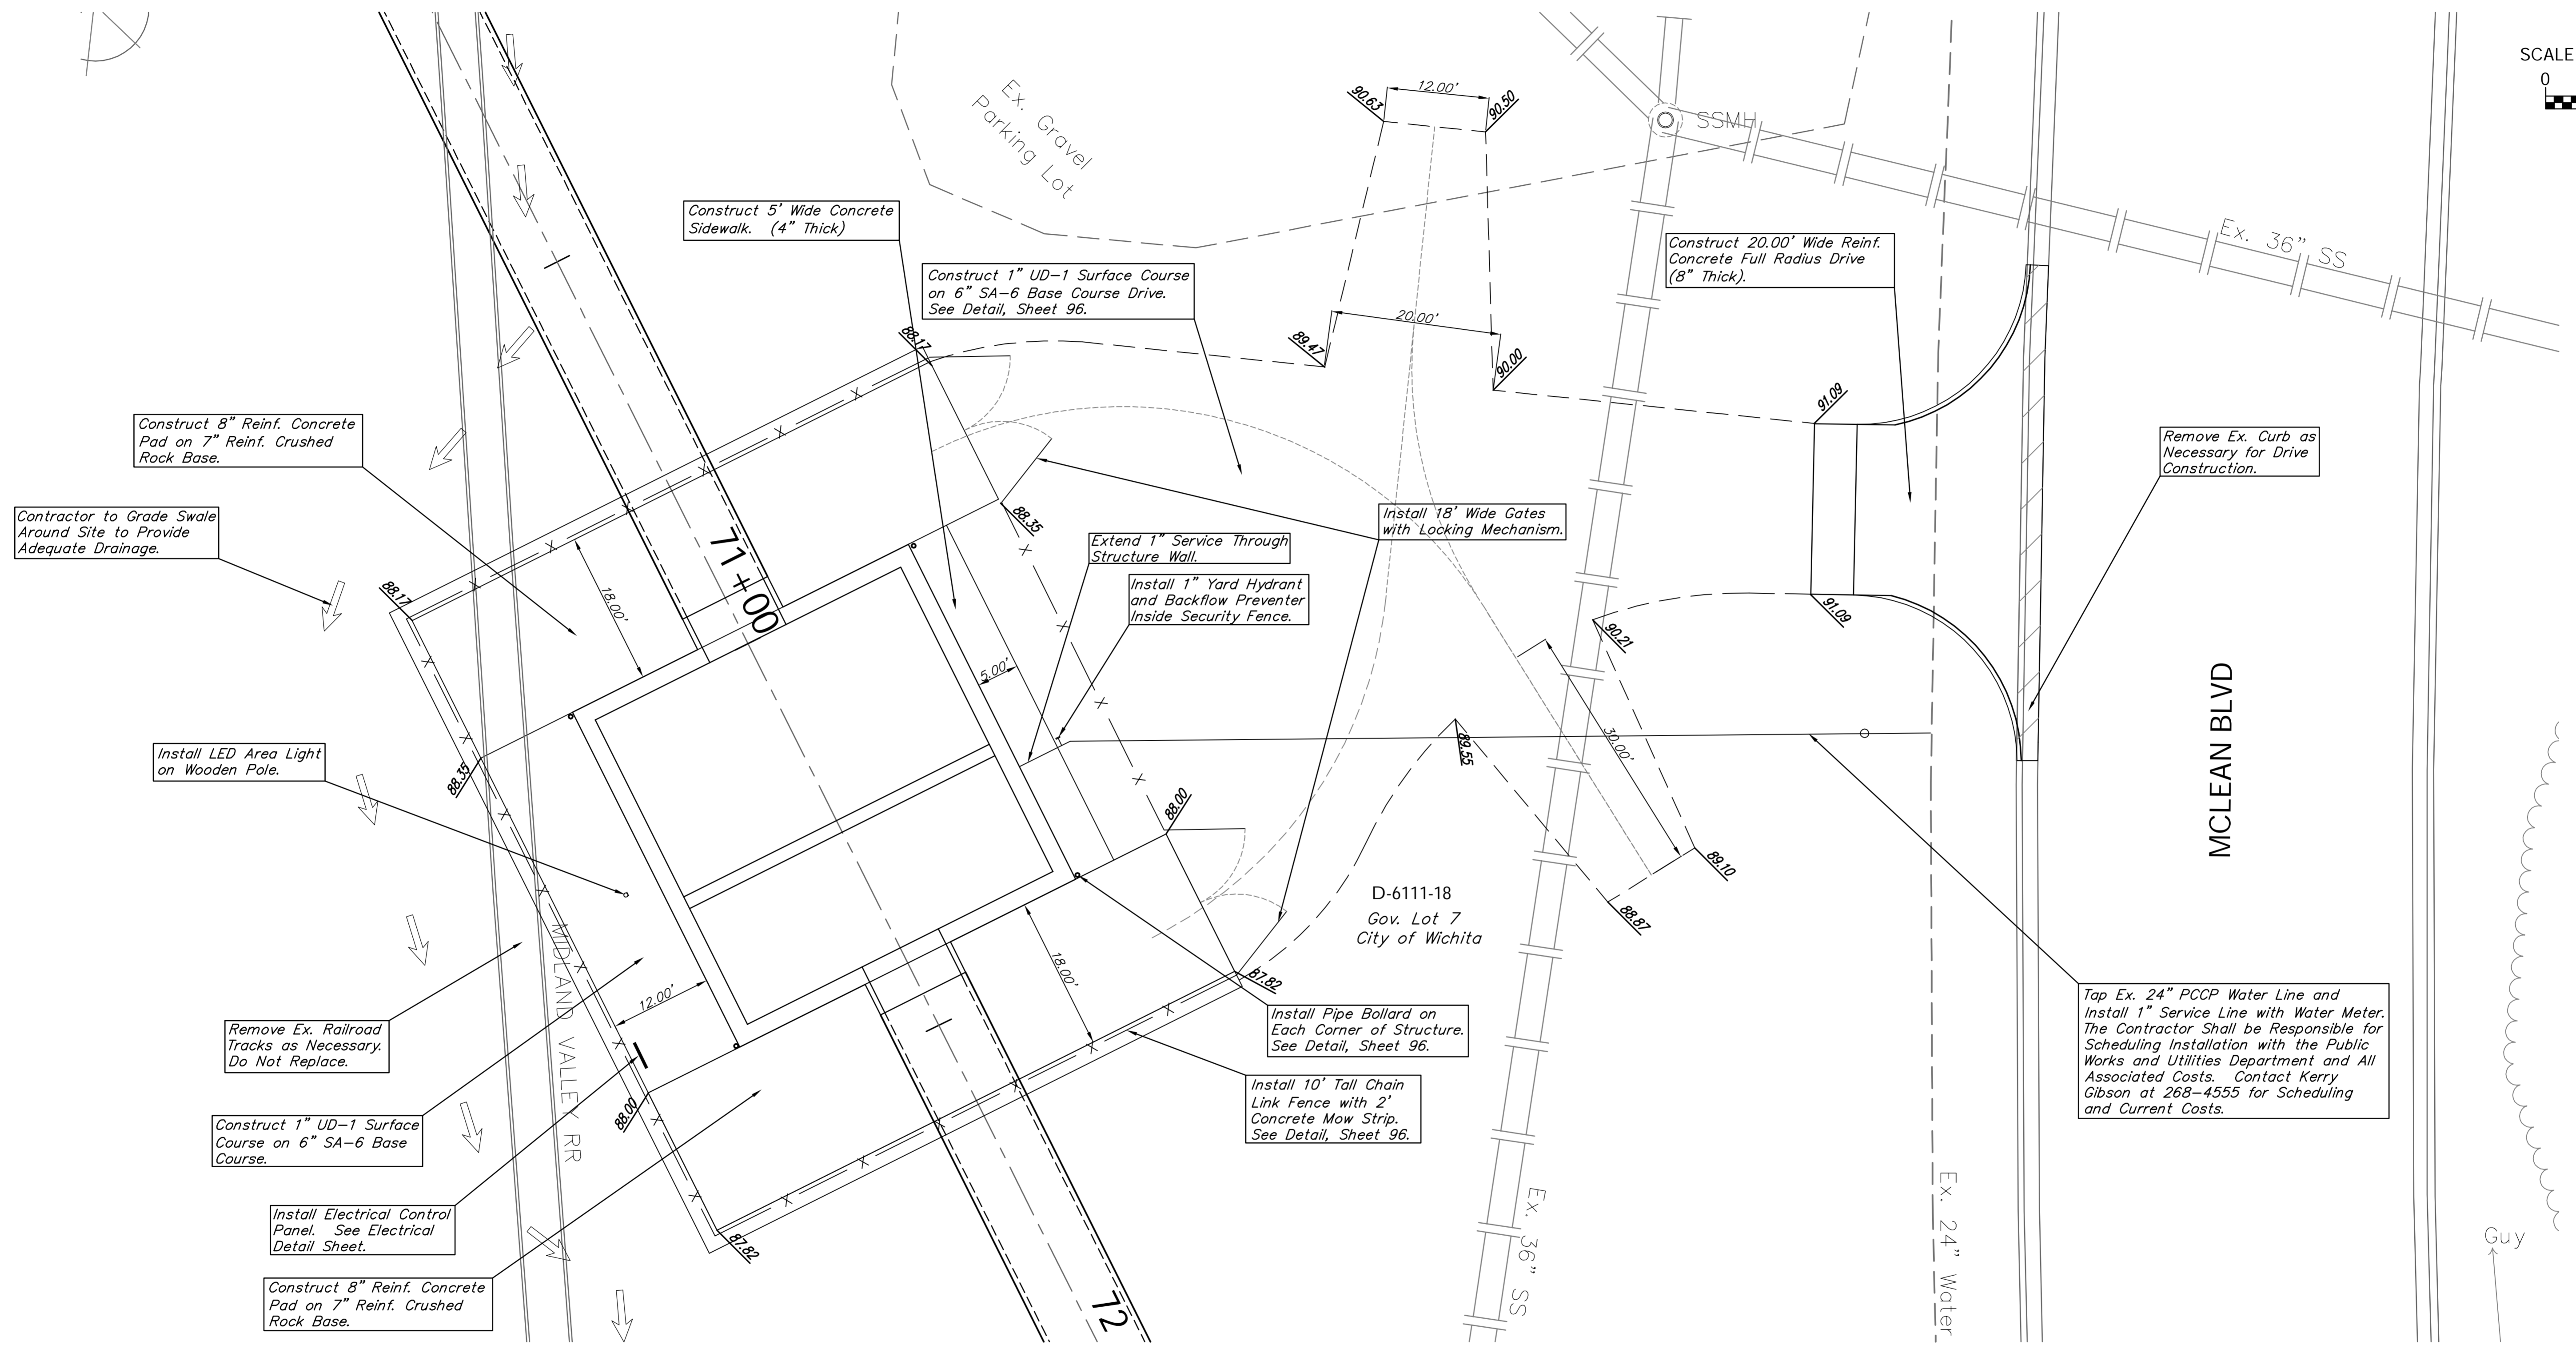 SCALE
0
Ex. Gravel
Parking Lot
90.63
12.00'
90.50
SSMH
Ex. 36" SS
Construct 5' Wide Concrete
Sidewalk. (4" Thick)
Construct 1" UD-1 Surface Course
on 6" SA-6 Base Course Drive.
See Detail, Sheet 96.
Construct 20.00' Wide Reinf.
Concrete Full Radius Drive
(8" Thick).
20.00'
88.17
89.47
90.00
91.09
Construct 8" Reinf. Concrete
Pad on 7" Reinf. Crushed
Rock Base.
Remove Ex. Curb as
Necessary for Drive
Construction.
Contractor to Grade Swale
Around Site to Provide
Adequate Drainage.
88.35
Install 18' Wide Gates
with Locking Mechanism.
Extend 1" Service Through
Structure Wall.
71+00
Install 1" Yard Hydrant
and Backflow Preventer
Inside Security Fence.
88.17
18.00'
91.09
90.21
5.00'
30.00'
89.55
MCLEAN BLVD
Install LED Area Light
on Wooden Pole.
88.35
88.00
89.10
88.87
D-6111-18
Gov. Lot 7
City of Wichita
MIDLAND VALLEY RR
12.00'
18.00'
87.82
Tap Ex. 24" PCCP Water Line and
Install 1" Service Line with Water Meter.
The Contractor Shall be Responsible for
Scheduling Installation with the Public
Works and Utilities Department and All
Associated Costs. Contact Kerry
Gibson at 268-4555 for Scheduling
and Current Costs.
Install Pipe Bollard on
Each Corner of Structure.
See Detail, Sheet 96.
Remove Ex. Railroad
Tracks as Necessary.
Do Not Replace.
Install 10' Tall Chain
Link Fence with 2'
Concrete Mow Strip.
See Detail, Sheet 96.
88.00
Construct 1" UD-1 Surface
Course on 6" SA-6 Base
Course.
Install Electrical Control
Panel. See Electrical
Detail Sheet.
87.82
Ex. 36" SS
Ex. 24" Water
Guy
Construct 8" Reinf. Concrete
Pad on 7" Reinf. Crushed
Rock Base.
72